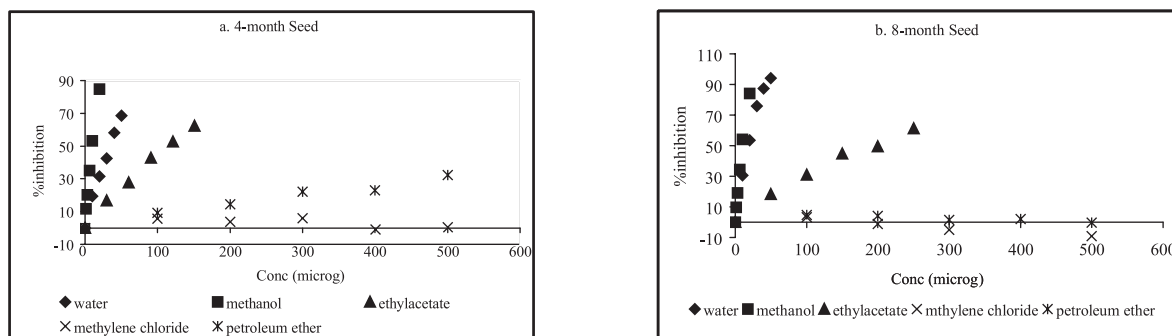 a. 4-month Seed
%inhibition
90
70
50
30
10
-10
0
100
200
300
400
500
600
Conc (microg)
water
methanol
ethylacetate
methylene chloride
petroleum ether
b. 8-month Seed
%inhibition
110
90
70
50
30
10
-10
0
100
200
300
400
500
600
Conc (microg)
water
methanol
ethylacetate
mthylene chloride
petroleum ether